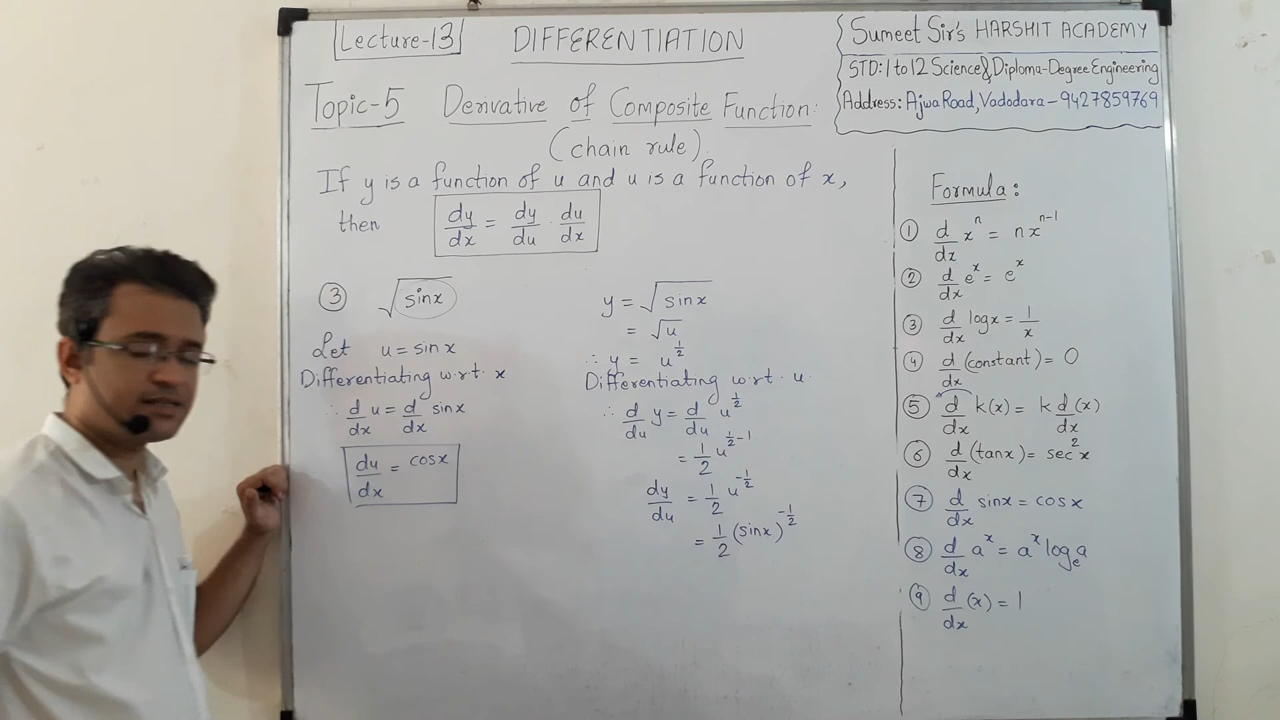 Lecture-13 DIFFERENTIATION
Sumeet Sir's HARSHIT ACADEMY
STD: 1 to 12 Science & Diploma-Degree Engineering
Address: Ajwa Road, Vadodara - 9427859769
Topic-5 Derivative of Composite Function:
(chain rule).
If y is a function of u and u is a function of x,
then dy/dx = dy/du · du/dx
③ √sinx
Let u = sinx
Differentiating w.r.t. x
∴ d/dx u = d/dx sinx
du/dx = cosx
y = √sinx
= √u
∴ y = u^(1/2)
Differentiating w.r.t. u.
∴ d/du y = d/du u^(1/2)
= 1/2 u^(1/2 - 1)
dy/du = 1/2 u^(-1/2)
= 1/2 (sinx)^(-1/2)
Formula:
① d/dx x^n = nx^(n-1)
② d/dx e^x = e^x
③ d/dx logx = 1/x
④ d/dx (constant) = 0
⑤ d/dx k(x) = k d/dx (x)
⑥ d/dx (tanx) = sec²x
⑦ d/dx sinx = cosx
⑧ d/dx a^x = a^x logₑa
⑨ d/dx (x) = 1